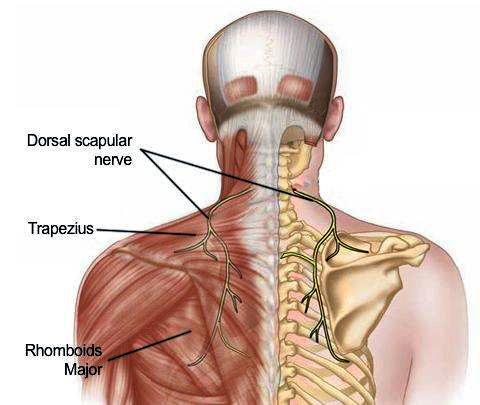 Dorsal scapular
nerve
Trapezius
Rhomboids
Major